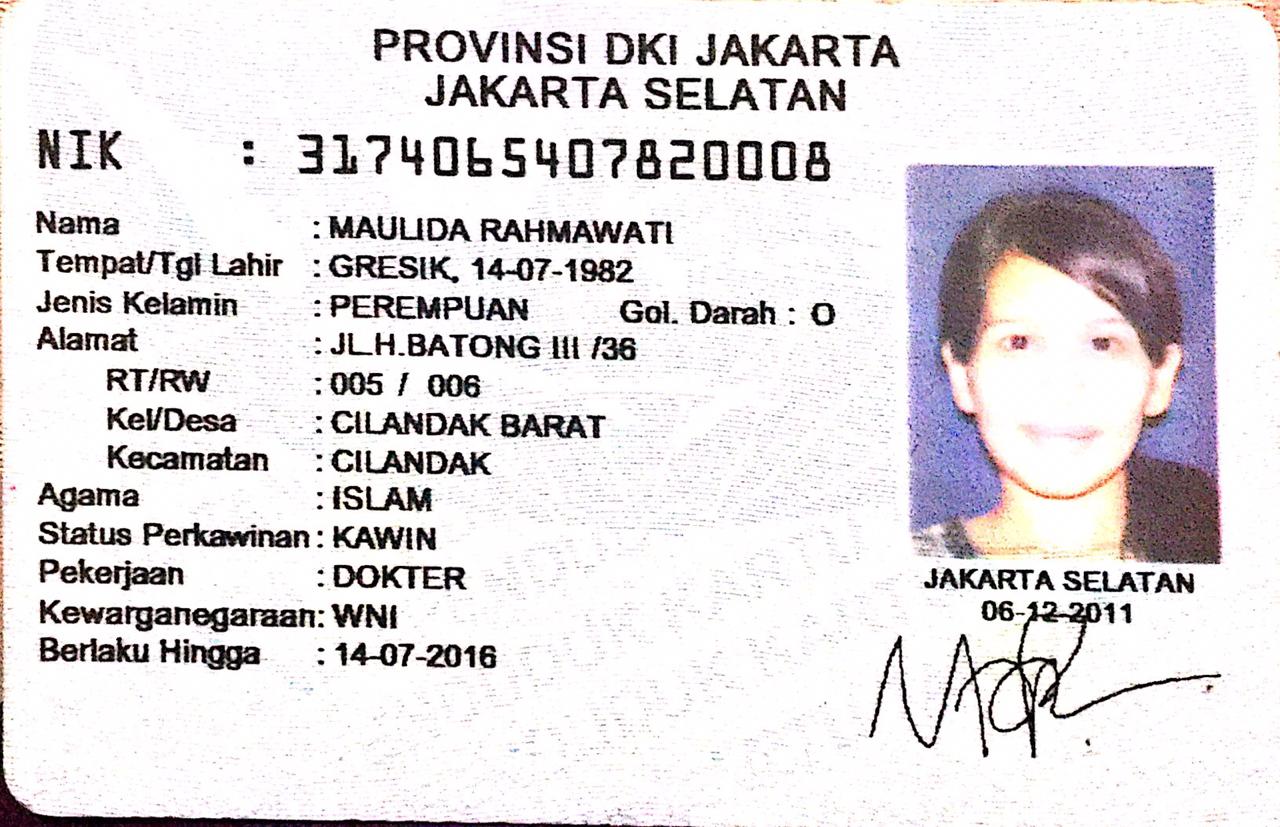 PROVINSI DKI JAKARTA
JAKARTA SELATAN
NIK : 3174065407820008
Nama : MAULIDA RAHMAWATI
Tempat/Tgl Lahir : GRESIK, 14-07-1982
Jenis Kelamin : PEREMPUAN Gol. Darah : O
Alamat : JL.H.BATONG III /36
RT/RW : 005 / 006
Kel/Desa : CILANDAK BARAT
Kecamatan : CILANDAK
Agama : ISLAM
Status Perkawinan : KAWIN
Pekerjaan : DOKTER
Kewarganegaraan: WNI
Berlaku Hingga : 14-07-2016
JAKARTA SELATAN
06-12-2011